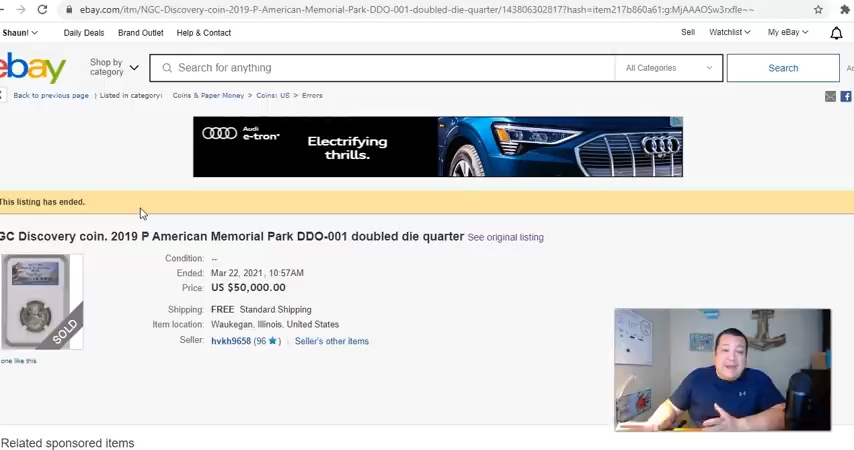 ebay.com/itm/NGC-Discovery-coin-2019-P-American-Memorial-Park-DDO-001-doubled-die-quarter/143806302817?hash=item217b860a61:g:MjAAAOSw3rxfIe~~
Shaun!
Daily Deals
Brand Outlet
Help & Contact
Sell
Watchlist
My eBay
ebay
Shop by category
Search for anything
All Categories
Search
Back to previous page | Listed in category: Coins & Paper Money > Coins: US > Errors
Audi e-tron
Electrifying thrills.
This listing has ended.
GC Discovery coin. 2019 P American Memorial Park DDO-001 doubled die quarter See original listing
Condition: --
Ended: Mar 22, 2021, 10:57AM
Price: US $50,000.00
Shipping: FREE Standard Shipping
Item location: Waukegan, Illinois, United States
Seller: hvkh9658 (96) | Seller's other items
SOLD
one like this
Related sponsored items